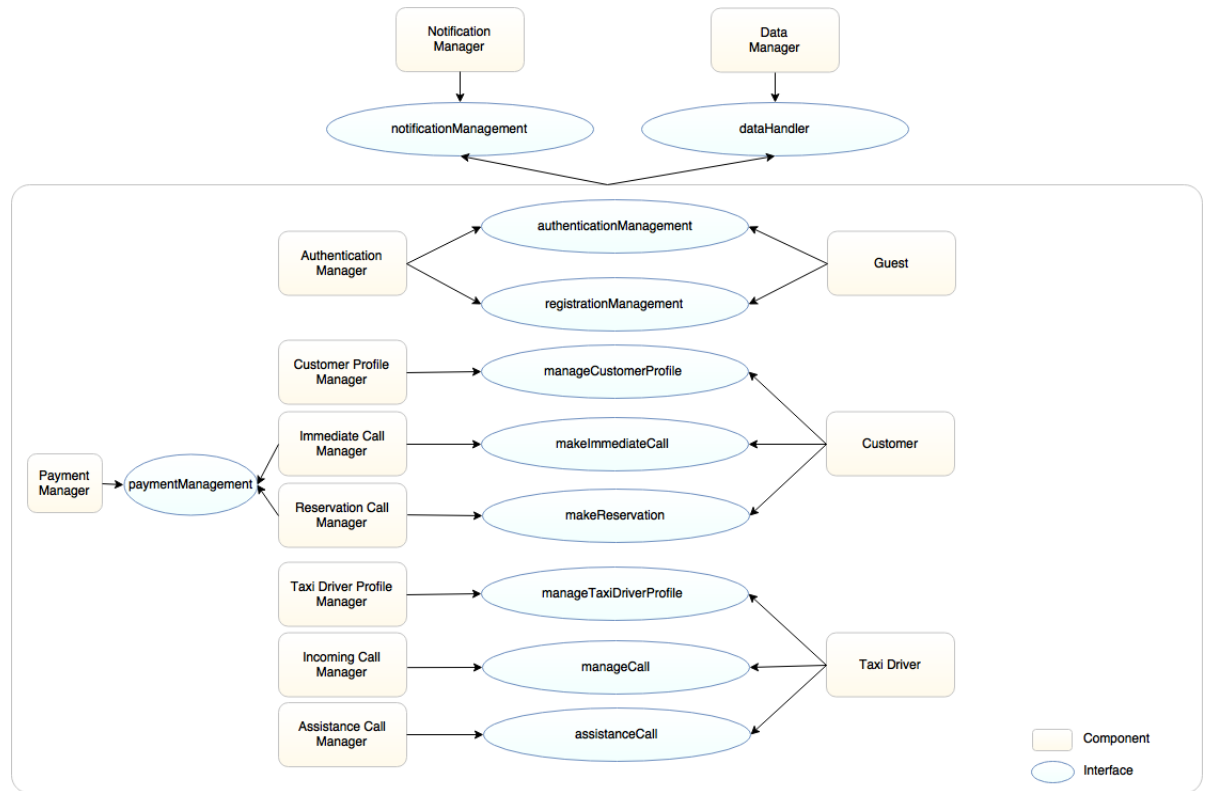 Notification
Manager
Data
Manager
notificationManagement
dataHandler
authenticationManagement
Authentication
Manager
Guest
registrationManagement
Customer Profile
Manager
manageCustomerProfile
Immediate Call
Manager
makeImmediateCall
Customer
Payment
Manager
paymentManagement
Reservation Call
Manager
makeReservation
Taxi Driver Profile
Manager
manageTaxiDriverProfile
Incoming Call
Manager
manageCall
Taxi Driver
Assistance Call
Manager
assistanceCall
Component
Interface